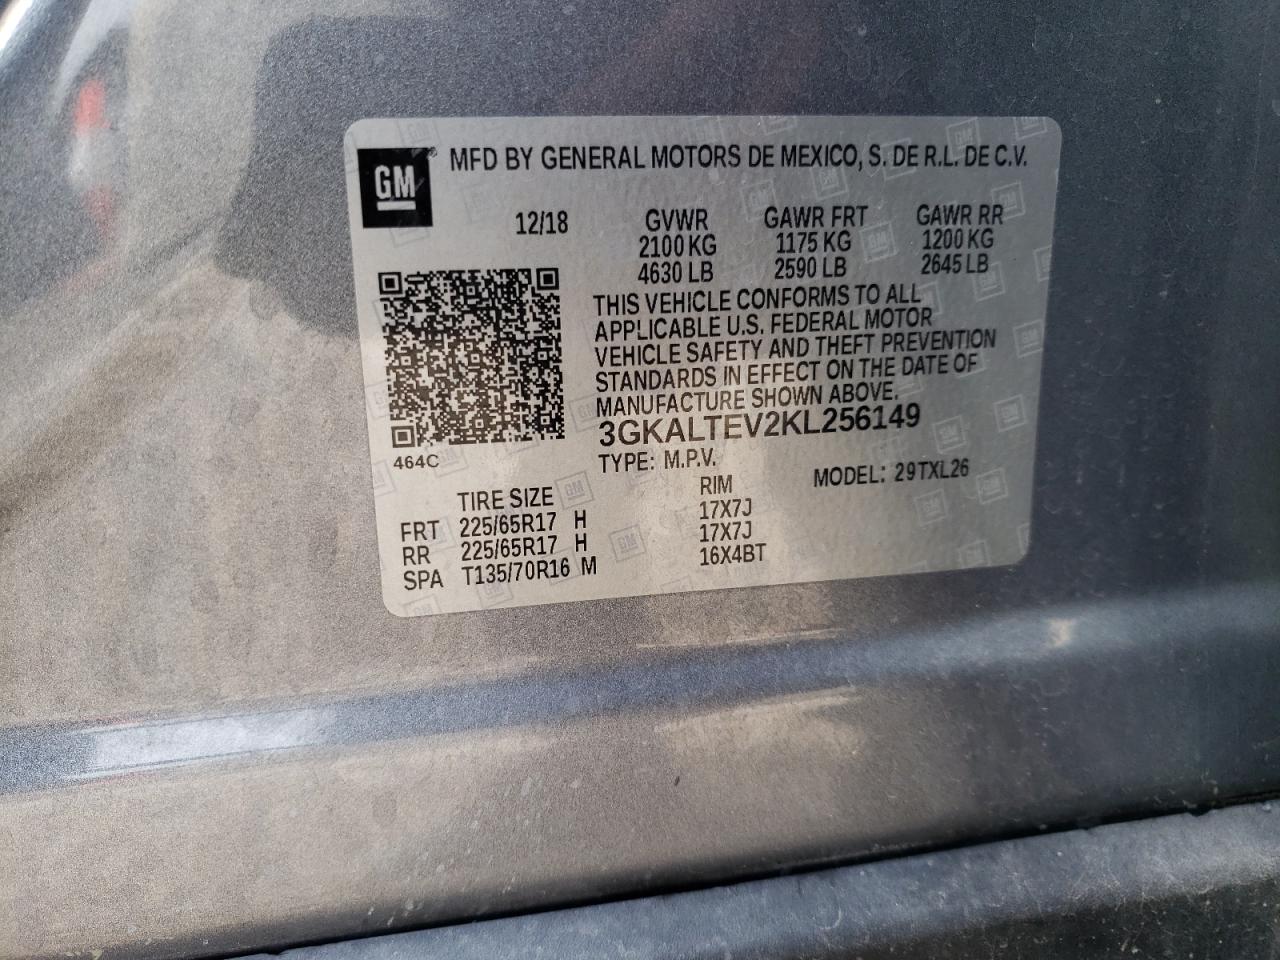 GM
MFD BY GENERAL MOTORS DE MEXICO, S. DE R.L. DE C.V.
12/18 GVWR GAWR FRT GAWR RR
2100 KG 1175 KG 1200 KG
4630 LB 2590 LB 2645 LB
THIS VEHICLE CONFORMS TO ALL
APPLICABLE U.S. FEDERAL MOTOR
VEHICLE SAFETY AND THEFT PREVENTION
STANDARDS IN EFFECT ON THE DATE OF
MANUFACTURE SHOWN ABOVE.
3GKALTEV2KL256149
464C
TYPE: M.P.V. MODEL: 29TXL26
TIRE SIZE RIM
FRT 225/65R17 H 17X7J
RR 225/65R17 H 17X7J
SPA T135/70R16 M 16X4BT